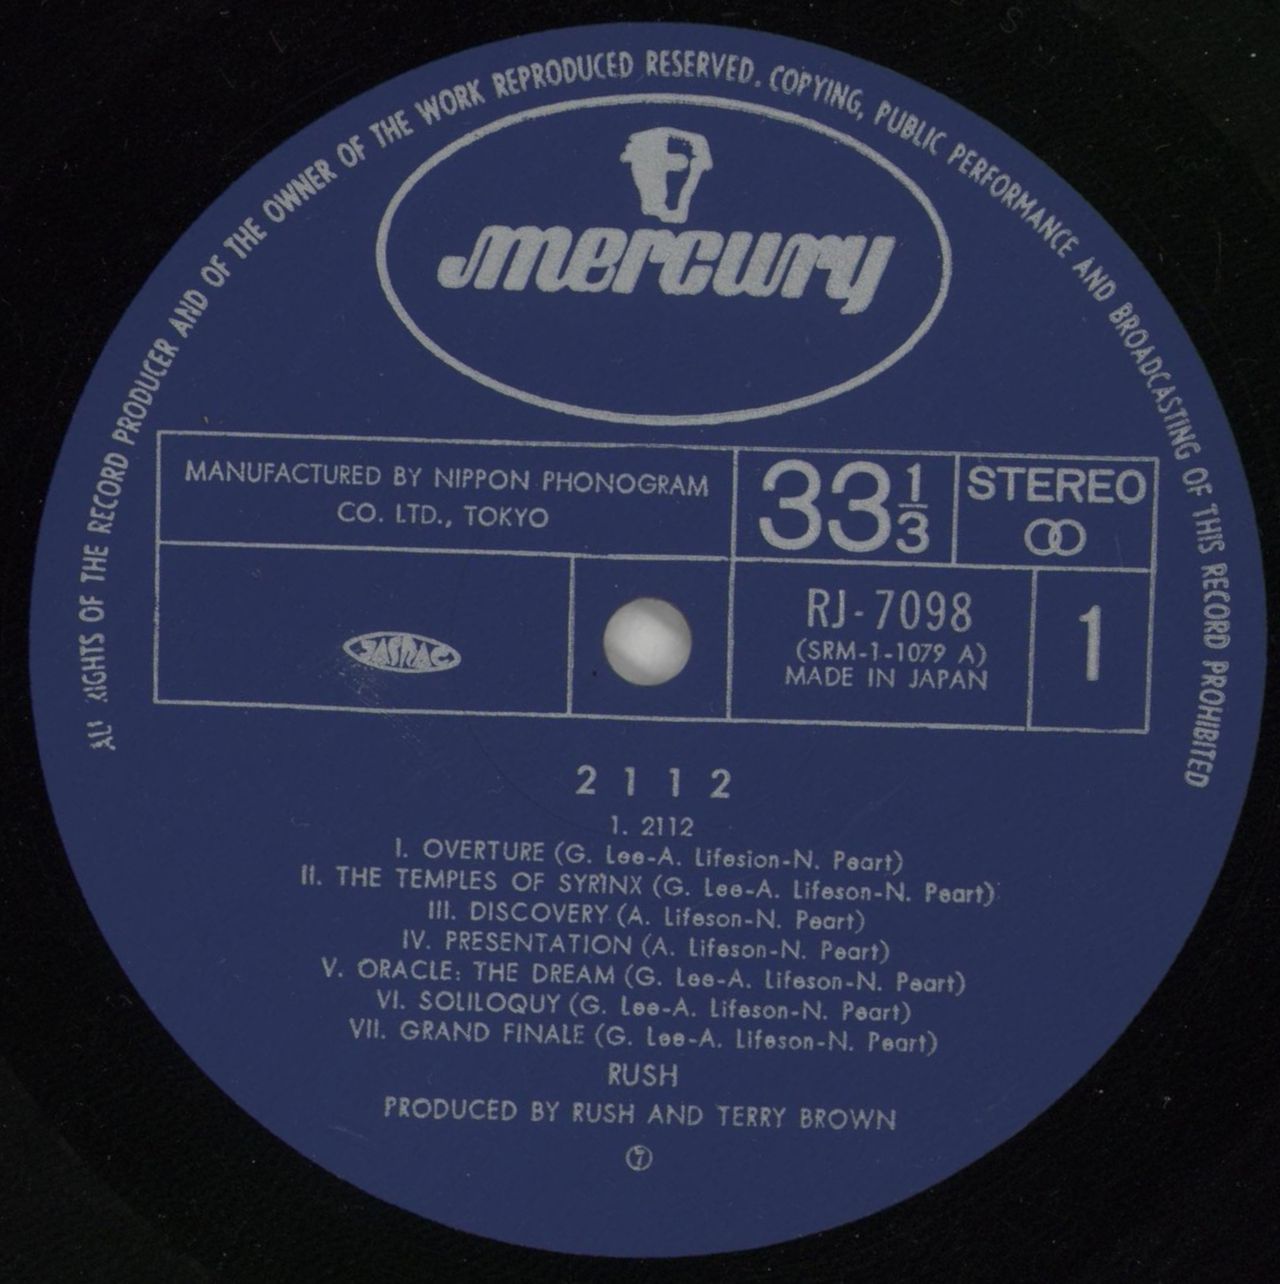 ALL RIGHTS OF THE RECORD PRODUCER AND OF THE OWNER OF THE WORK REPRODUCED RESERVED. COPYING, PUBLIC PERFORMANCE AND BROADCASTING OF THIS RECORD PROHIBITED
mercury
MANUFACTURED BY NIPPON PHONOGRAM
CO. LTD., TOKYO
33 1/3
STEREO
JASRAC
RJ-7098
(SRM-1-1079 A)
MADE IN JAPAN
1
2112
1. 2112
I. OVERTURE (G. Lee-A. Lifesion-N. Peart)
II. THE TEMPLES OF SYRINX (G. Lee-A. Lifeson-N. Peart)
III. DISCOVERY (A. Lifeson-N. Peart)
IV. PRESENTATION (A. Lifeson-N. Peart)
V. ORACLE: THE DREAM (G. Lee-A. Lifeson-N. Peart)
VI. SOLILOQUY (G. Lee-A. Lifeson-N. Peart)
VII. GRAND FINALE (G. Lee-A. Lifeson-N. Peart)
RUSH
PRODUCED BY RUSH AND TERRY BROWN
7